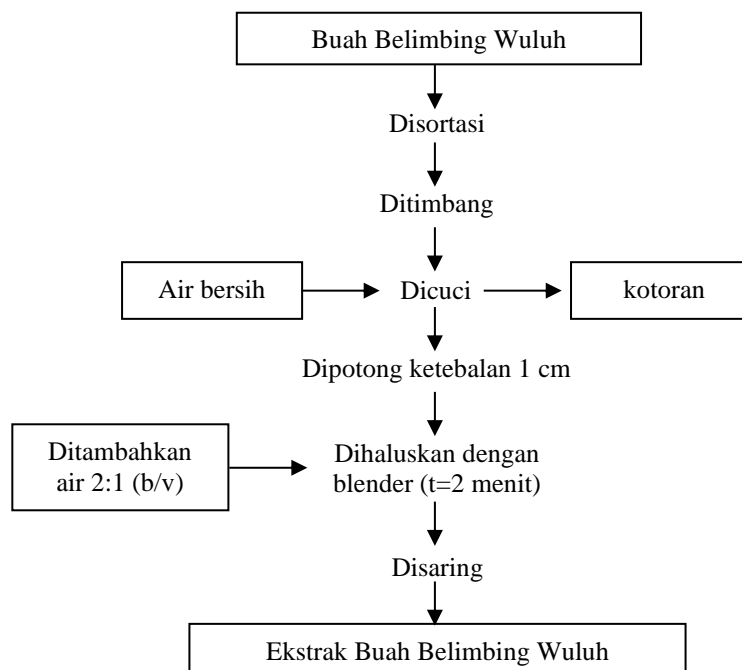 Buah Belimbing Wuluh
Disortasi
Ditimbang
Air bersih
Dicuci
kotoran
Dipotong ketebalan 1 cm
Ditambahkan
air 2:1 (b/v)
Dihaluskan dengan
blender (t=2 menit)
Disaring
Ekstrak Buah Belimbing Wuluh